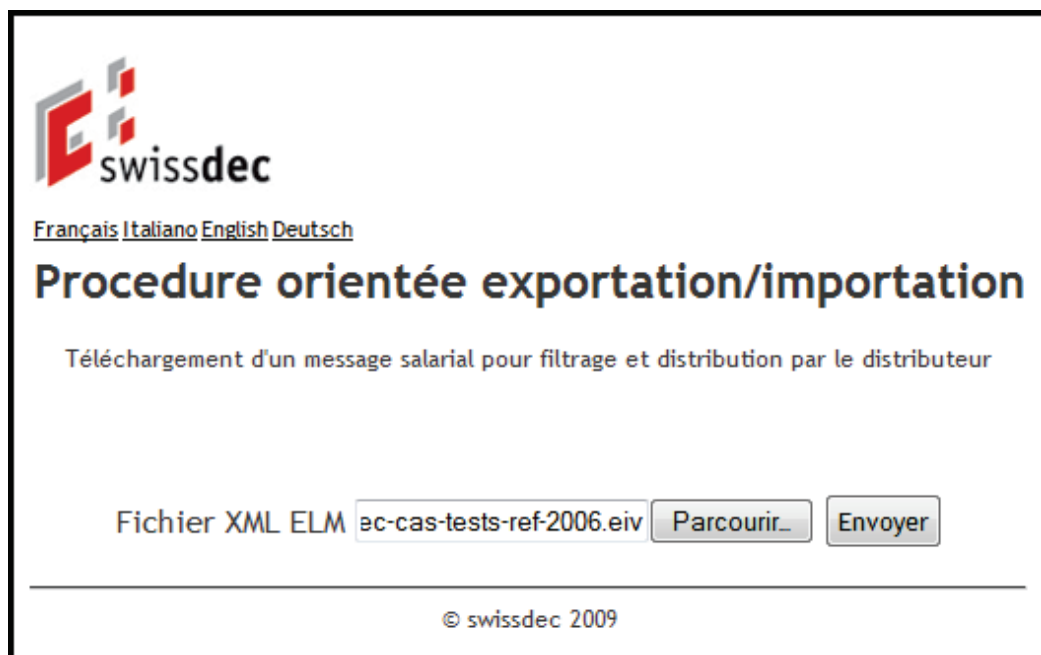 swissdec
Français Italiano English Deutsch
Procedure orientée exportation/importation
Téléchargement d'un message salarial pour filtrage et distribution par le distributeur
Fichier XML ELM ec-cas-tests-ref-2006.eiv Parcourir... Envoyer
© swissdec 2009